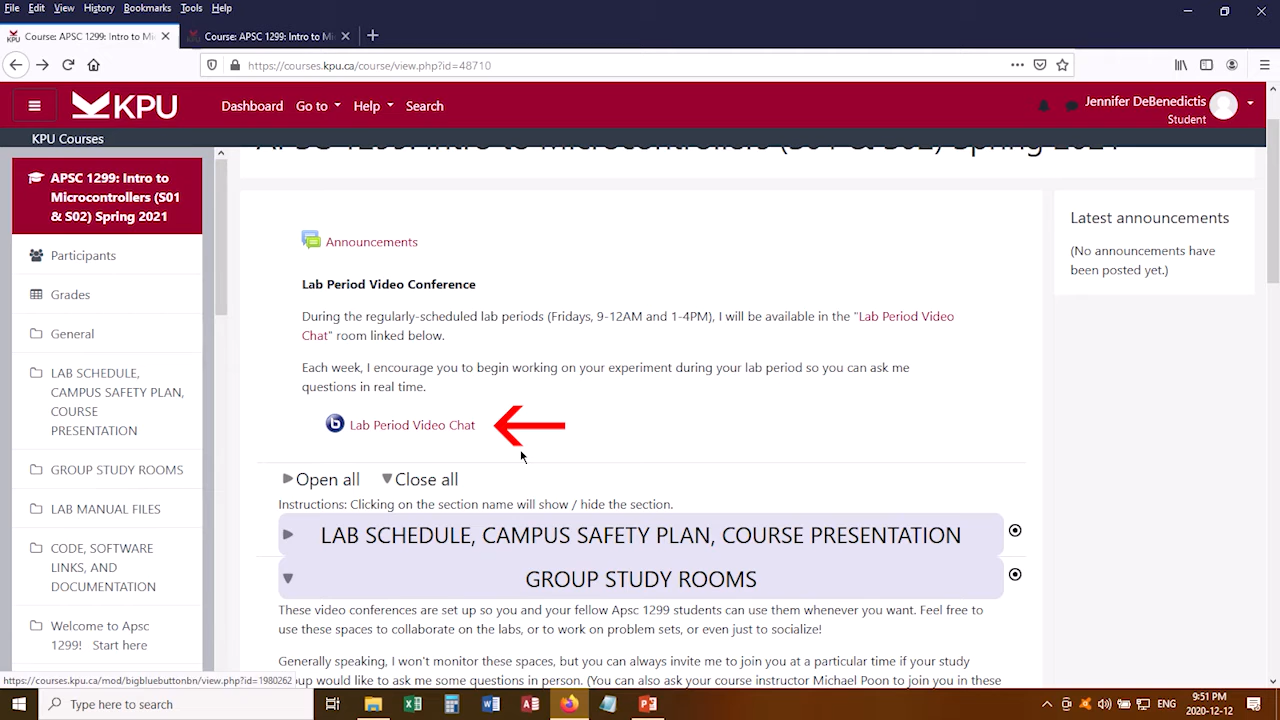 File Edit View History Bookmarks Tools Help
Course: APSC 1299: Intro to Mi
Course: APSC 1299: Intro to Mi
https://courses.kpu.ca/course/view.php?id=48710
KPU
Dashboard
Go to
Help
Search
Jennifer DeBenedictis
Student
KPU Courses
APSC 1299: Intro to Microcontrollers (S01 & S02) Spring 2021
APSC 1299: Intro to
Microcontrollers (S01
& S02) Spring 2021
Participants
Grades
General
LAB SCHEDULE,
CAMPUS SAFETY PLAN,
COURSE
PRESENTATION
GROUP STUDY ROOMS
LAB MANUAL FILES
CODE, SOFTWARE
LINKS, AND
DOCUMENTATION
Welcome to Apsc
1299! Start here
Announcements
Lab Period Video Conference
During the regularly-scheduled lab periods (Fridays, 9-12AM and 1-4PM), I will be available in the "Lab Period Video
Chat" room linked below.
Each week, I encourage you to begin working on your experiment during your lab period so you can ask me
questions in real time.
b Lab Period Video Chat
Open all Close all
Instructions: Clicking on the section name will show / hide the section.
LAB SCHEDULE, CAMPUS SAFETY PLAN, COURSE PRESENTATION
GROUP STUDY ROOMS
These video conferences are set up so you and your fellow Apsc 1299 students can use them whenever you want. Feel free to
use these spaces to collaborate on the labs, or to work on problem sets, or even just to socialize!
Generally speaking, I won't monitor these spaces, but you can always invite me to join you at a particular time if your study
up would like to ask me some questions in person. (You can also ask your course instructor Michael Poon to join you in these
Latest announcements
(No announcements have
been posted yet.)
https://courses.kpu.ca/mod/bigbluebuttonbn/view.php?id=1980262
Type here to search
ENG
9:51 PM
2020-12-12